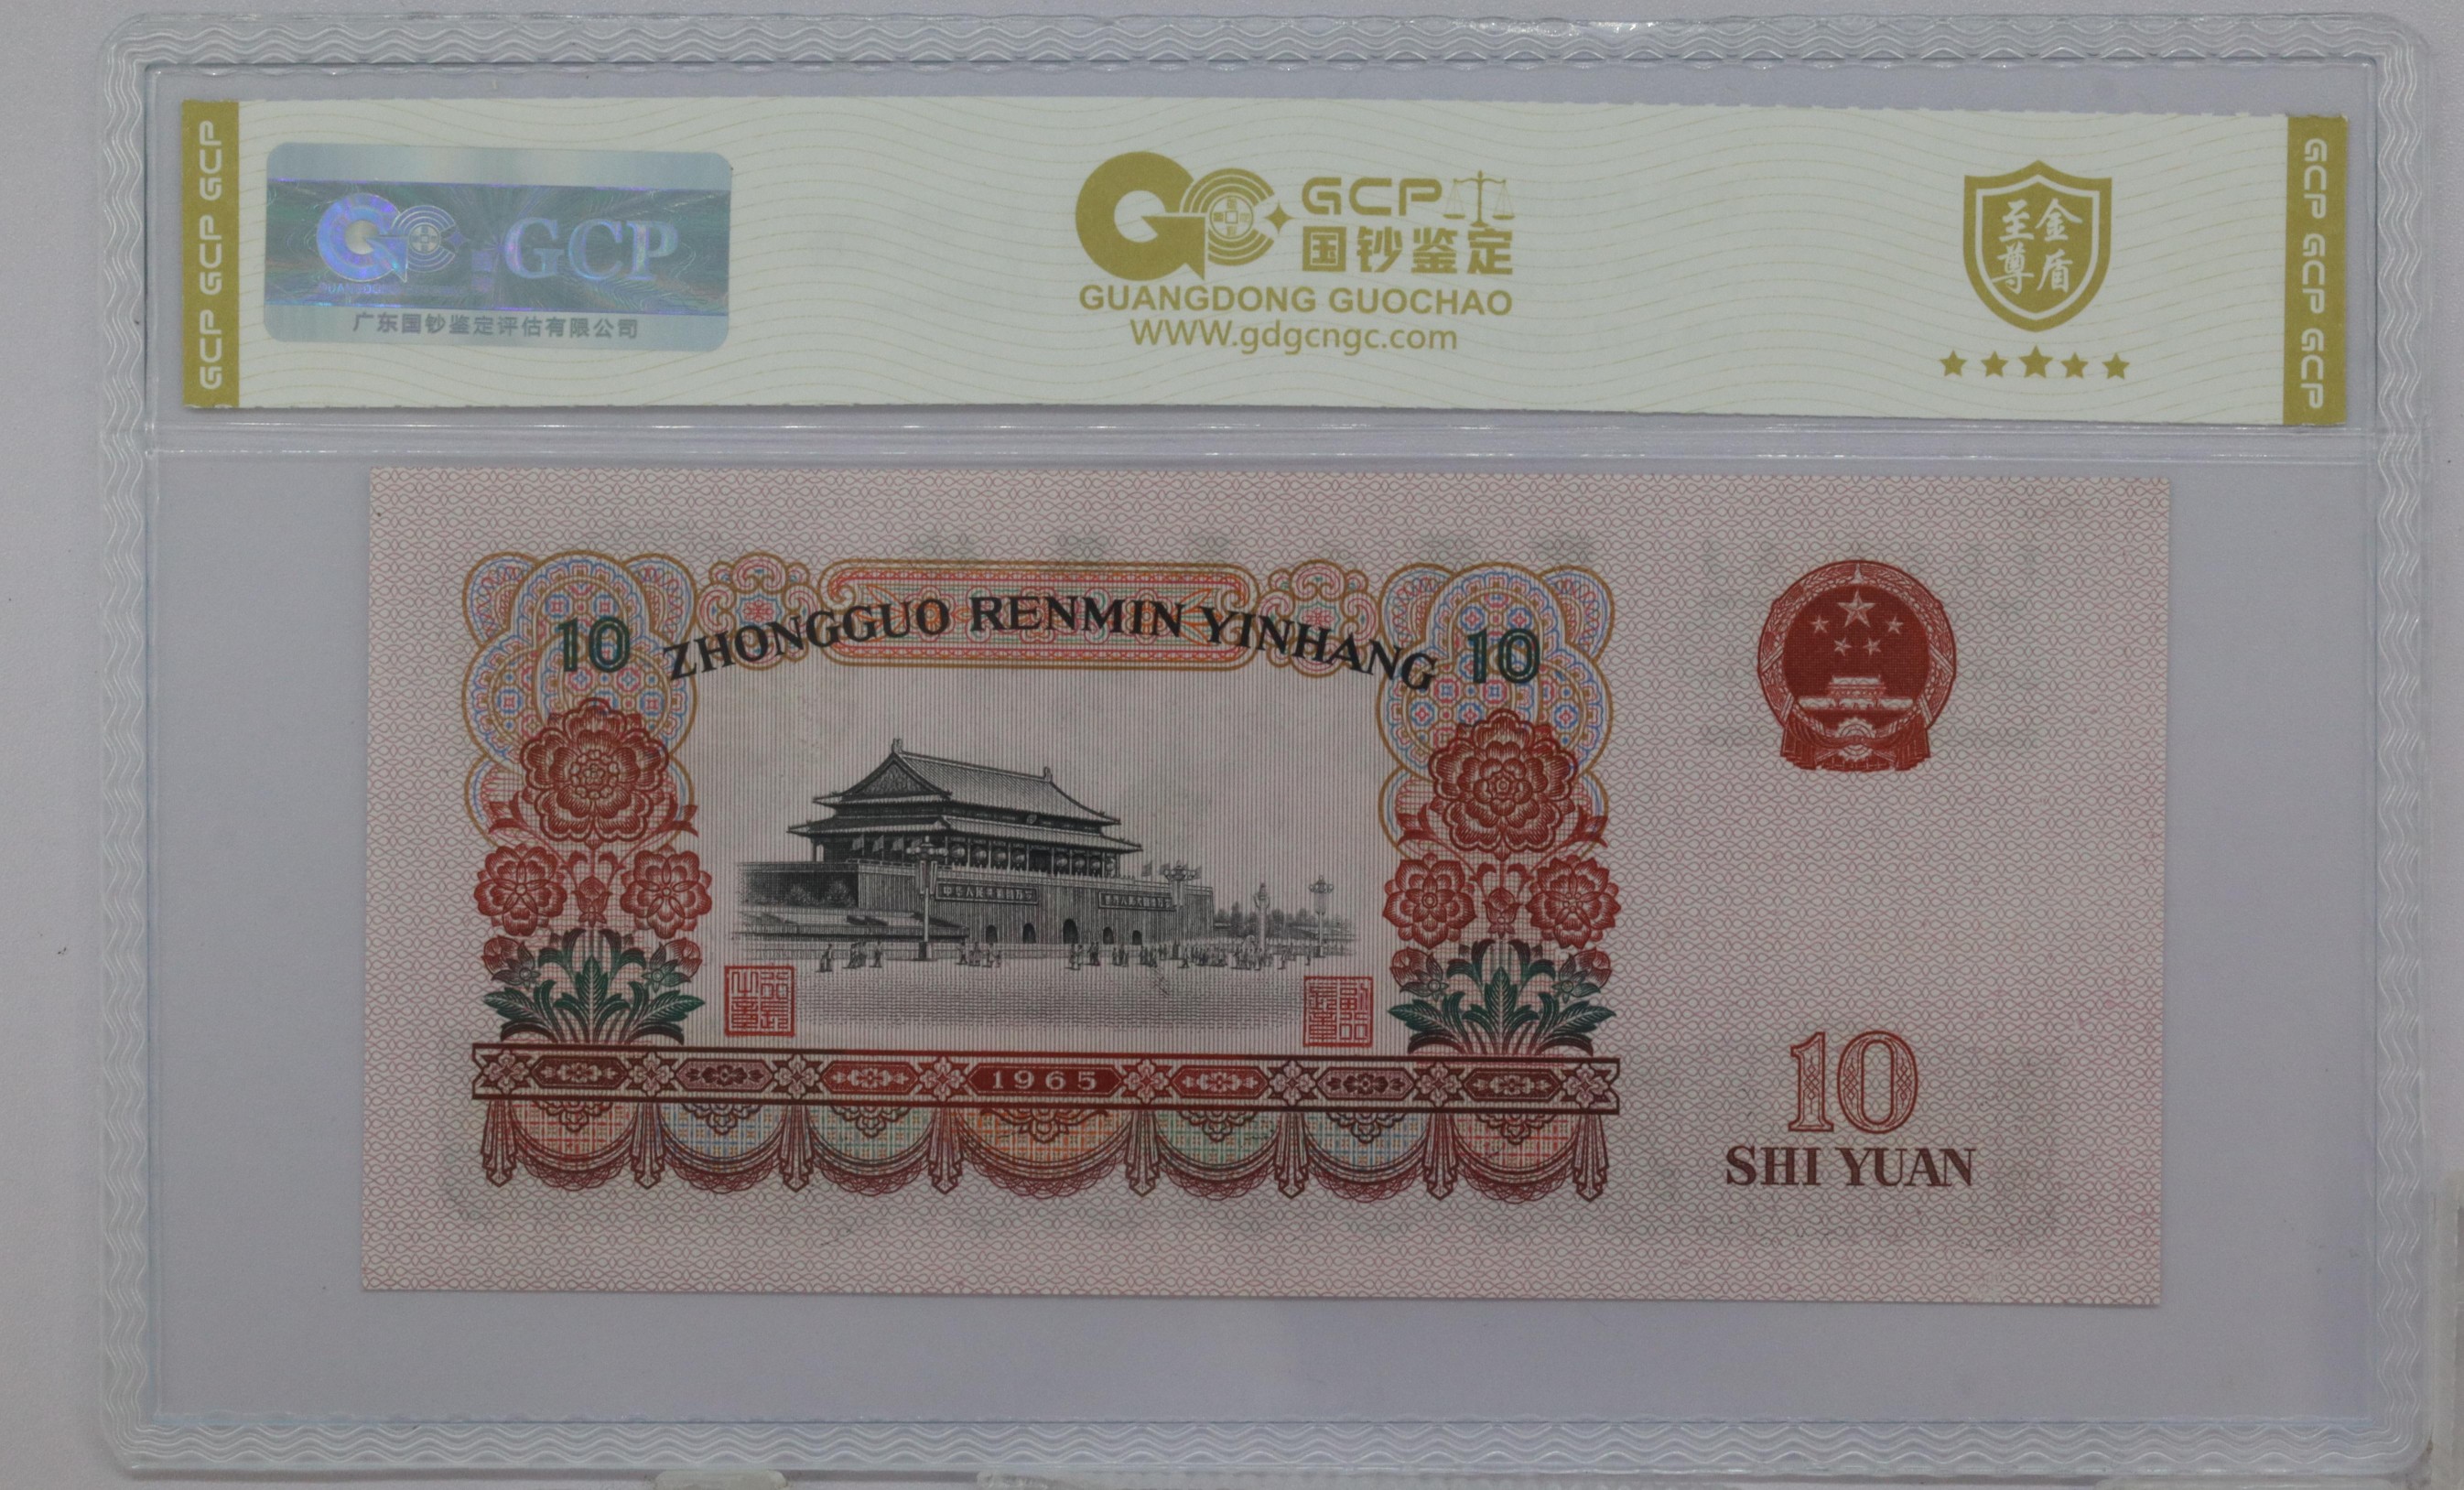 GCP GCP GCP
GCP
GUANGDONG
广东国钞鉴定评估有限公司
GCP
国钞鉴定
GUANGDONG GUOCHAO
WWW.gdgcngc.com
至尊
金盾
GCP GCP GCP
ZHONGGUO RENMIN YINHANG
10
10
1965
10
SHI YUAN